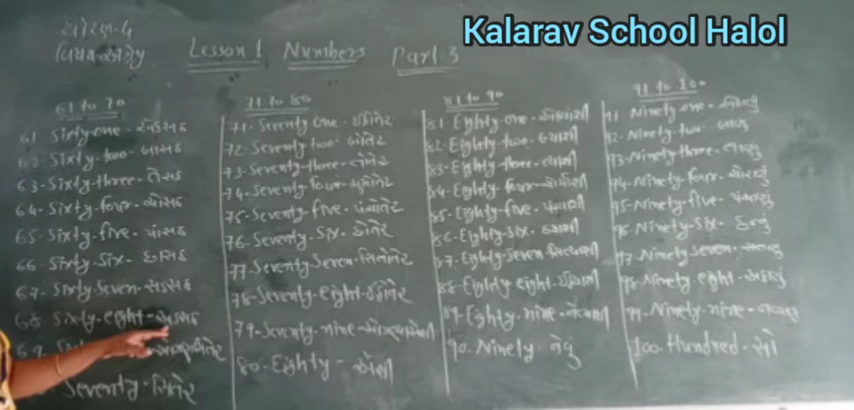 Kalarav School Halol
ધોરણ-૬
વિષય-અંગ્રેજી
Lesson 1 Numbers Part 3
61 to 70
61. Sixty-one - એકસઠ
62. Sixty-two - બાસઠ
63. Sixty-three - તેસઠ
64. Sixty-four - ચોસઠ
65. Sixty-five - પાંસઠ
66. Sixty-Six - છાસઠ
67. Sixty-Seven - સડસઠ
68. Sixty-eight - અડસઠ
69.
Seventy - સિતેર
71 to 80
71. Seventy One - ઇકોતેર
72. Seventy two - બોતેર
73. Seventy-three - તોતેર
74. Seventy four - ચુમોતેર
75. Seventy five - પંચોતેર
76. Seventy Six - છોતેર
77. Seventy-Seven - સિતોતેર
78. Seventy-eight - ઈઠોતેર
79. Seventy-nine
80. Eighty - એંસી
81 to 90
81. Eighty-one - એક્યાસી
82. Eighty-two - બ્યાસી
83. Eighty-three - ત્યાસી
84. Eighty four - ચોર્યાસી
85. Eighty-five - પંચાસી
86. Eighty-Six - છયાસી
87. Eighty-Seven - સિત્યાસી
88. Eighty eight - ઈઠ્યાસી
89. Eighty-nine - નેવ્યાસી
90. Ninety - નેવું
91 to 100
91. Ninety-one - એકાણું
92. Ninety-two - બાણું
93. Ninety-three - ત્રાણું
94. Ninety-four - ચોરાણું
95. Ninety-five - પંચાણું
96. Ninety-Six - છન્નું
97. Ninety Seven - સત્તાણું
98. Ninety eight - અઠ્ઠાણું
99. Ninety-nine - નવ્વાણું
100. Hundred - સો